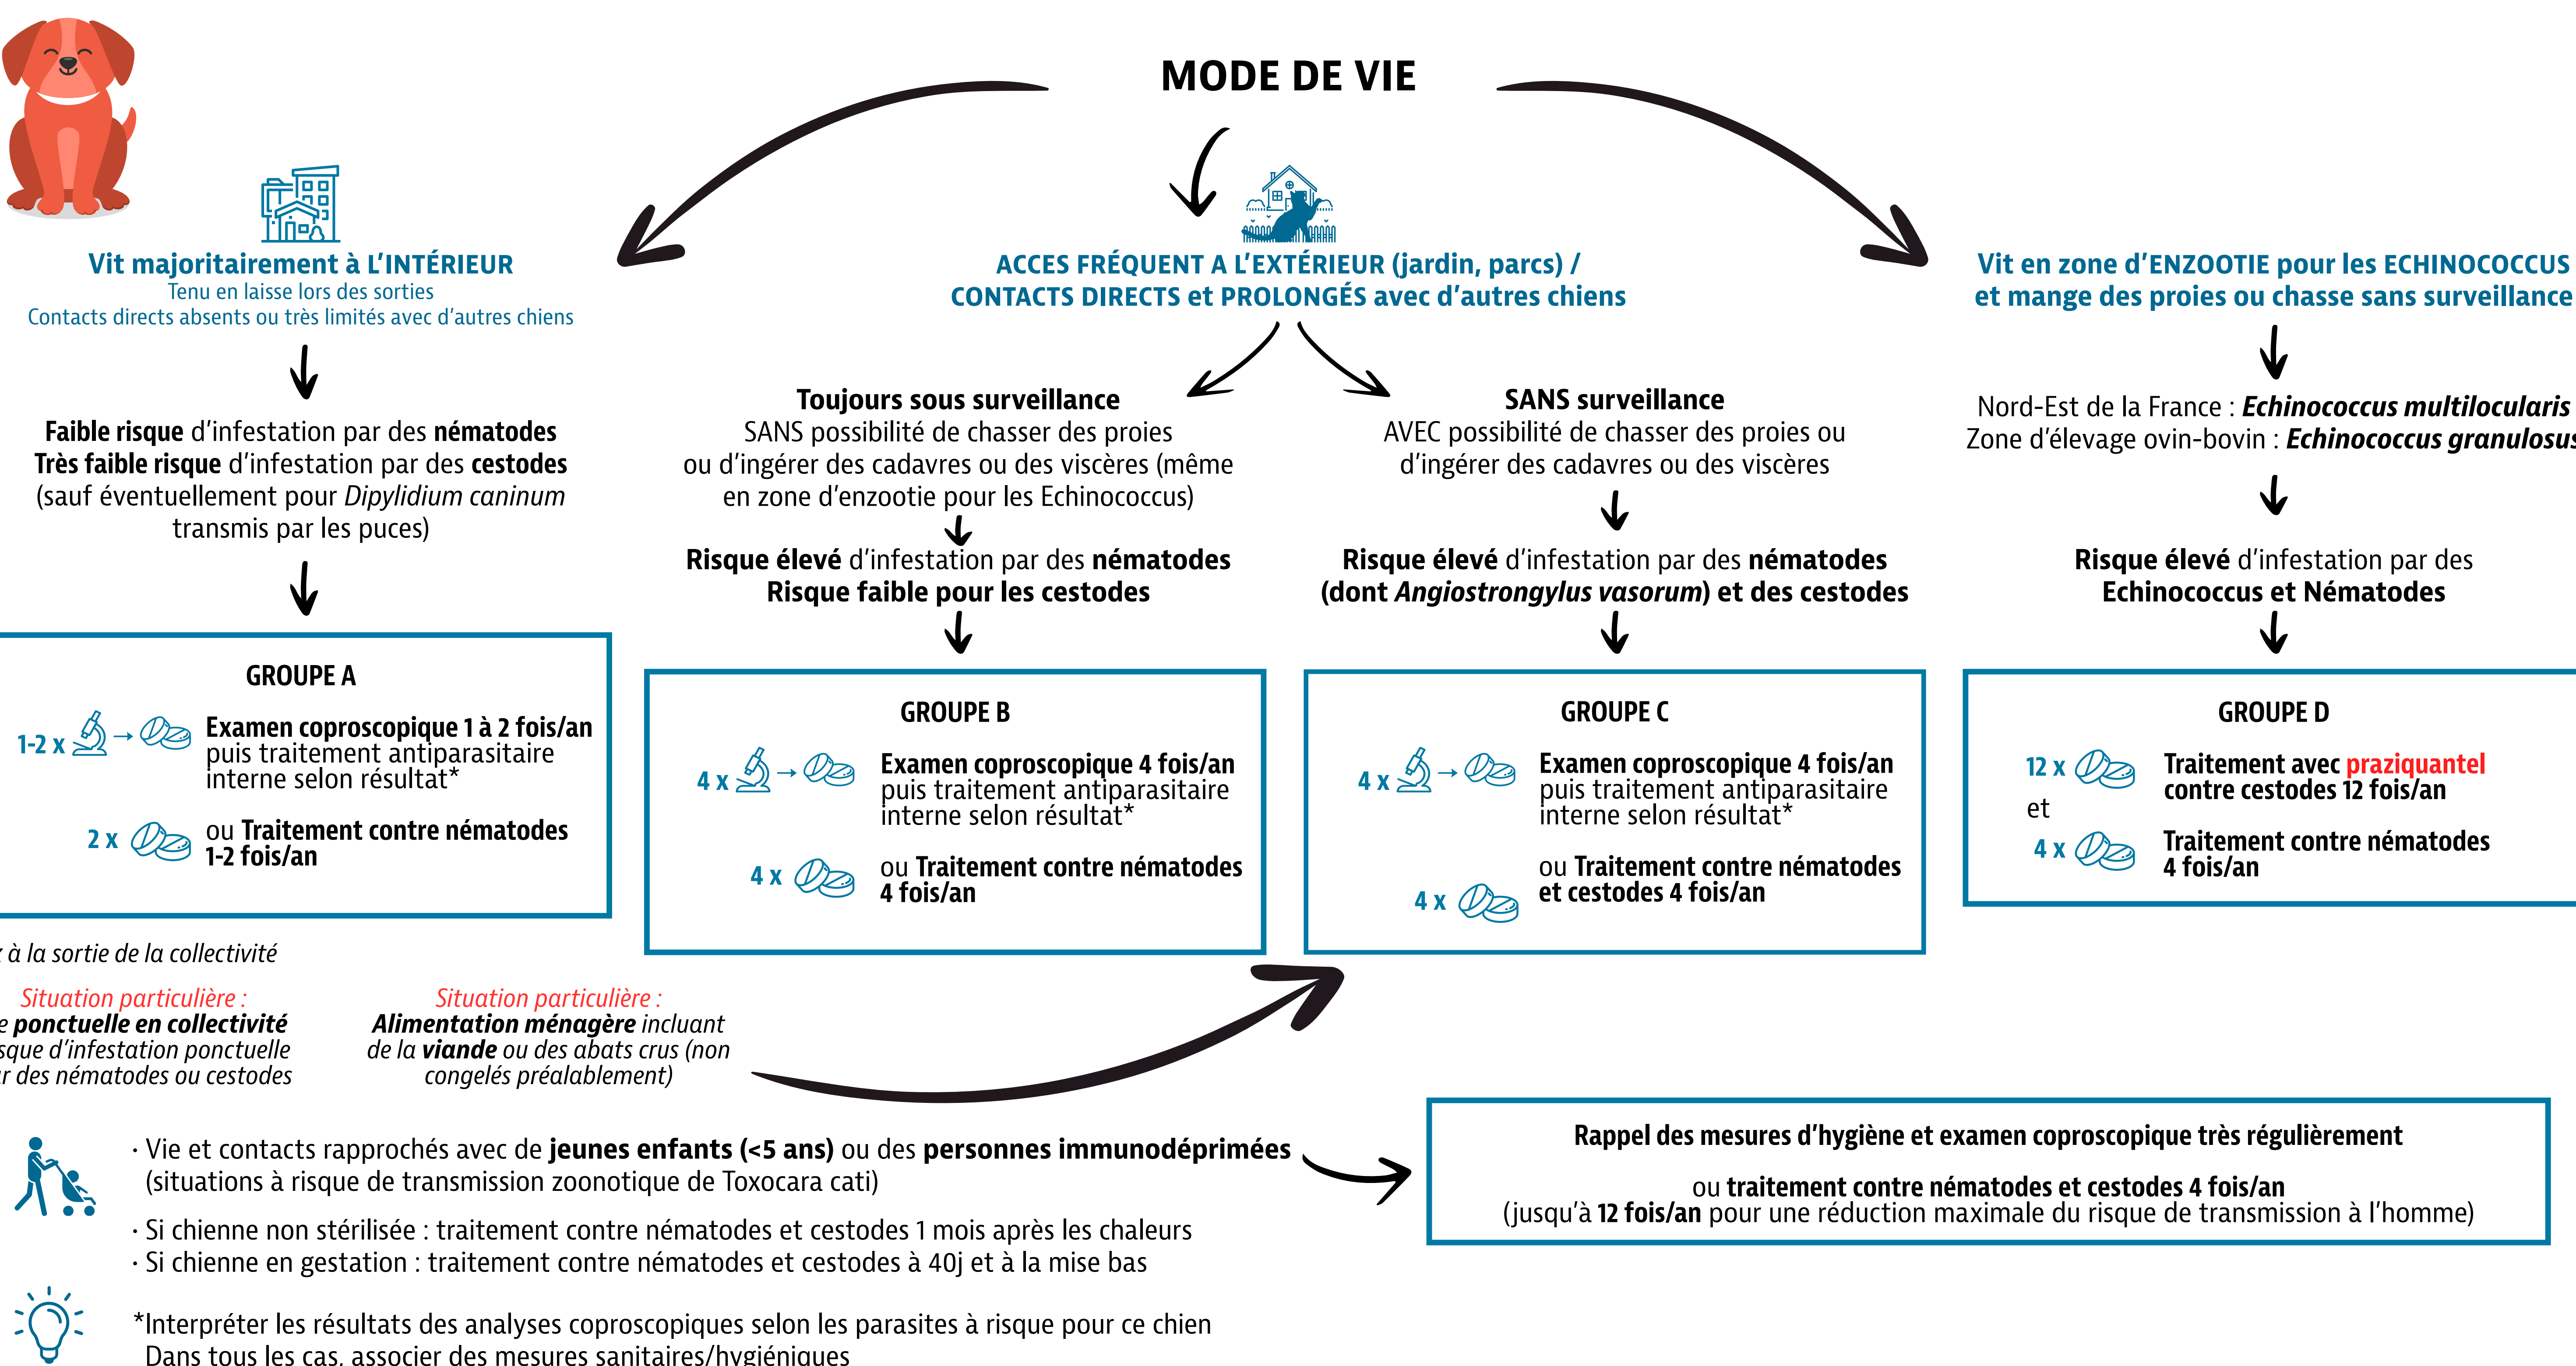 MODE DE VIE
Vit majoritairement à L’INTÉRIEUR
Tenu en laisse lors des sorties
Contacts directs absents ou très limités avec d’autres chiens
Faible risque d’infestation par des nématodes
Très faible risque d’infestation par des cestodes
(sauf éventuellement pour Dipylidium caninum
transmis par les puces)
GROUPE A
1-2 x
Examen coproscopique 1 à 2 fois/an
puis traitement antiparasitaire
interne selon résultat*
2 x
ou Traitement contre nématodes
1-2 fois/an
ACCES FRÉQUENT A L’EXTÉRIEUR (jardin, parcs) /
CONTACTS DIRECTS et PROLONGÉS avec d’autres chiens
Toujours sous surveillance
SANS possibilité de chasser des proies
ou d’ingérer des cadavres ou des viscères (même
en zone d’enzootie pour les Echinococcus)
Risque élevé d’infestation par des nématodes
Risque faible pour les cestodes
GROUPE B
4 x
Examen coproscopique 4 fois/an
puis traitement antiparasitaire
interne selon résultat*
4 x
ou Traitement contre nématodes
4 fois/an
SANS surveillance
AVEC possibilité de chasser des proies ou
d’ingérer des cadavres ou des viscères
Risque élevé d’infestation par des nématodes
(dont Angiostrongylus vasorum) et des cestodes
GROUPE C
4 x
Examen coproscopique 4 fois/an
puis traitement antiparasitaire
interne selon résultat*
4 x
ou Traitement contre nématodes
et cestodes 4 fois/an
Vit en zone d’ENZOOTIE pour les ECHINOCOCCUS
et mange des proies ou chasse sans surveillance
Nord-Est de la France : Echinococcus multilocularis
Zone d’élevage ovin-bovin : Echinococcus granulosus
Risque élevé d’infestation par des
Echinococcus et Nématodes
GROUPE D
12 x
Traitement avec praziquantel
contre cestodes 12 fois/an
et
4 x
Traitement contre nématodes
4 fois/an
à la sortie de la collectivité
Situation particulière :
ponctuelle en collectivité
d’infestation ponctuelle
des nématodes ou cestodes
Situation particulière :
Alimentation ménagère incluant
de la viande ou des abats crus (non
congelés préalablement)
· Vie et contacts rapprochés avec de jeunes enfants (<5 ans) ou des personnes immunodéprimées
(situations à risque de transmission zoonotique de Toxocara cati)
· Si chienne non stérilisée : traitement contre nématodes et cestodes 1 mois après les chaleurs
· Si chienne en gestation : traitement contre nématodes et cestodes à 40j et à la mise bas
Rappel des mesures d’hygiène et examen coproscopique très régulièrement
ou traitement contre nématodes et cestodes 4 fois/an
(jusqu’à 12 fois/an pour une réduction maximale du risque de transmission à l’homme)
*Interpréter les résultats des analyses coproscopiques selon les parasites à risque pour ce chien
Dans tous les cas, associer des mesures sanitaires/hygiéniques